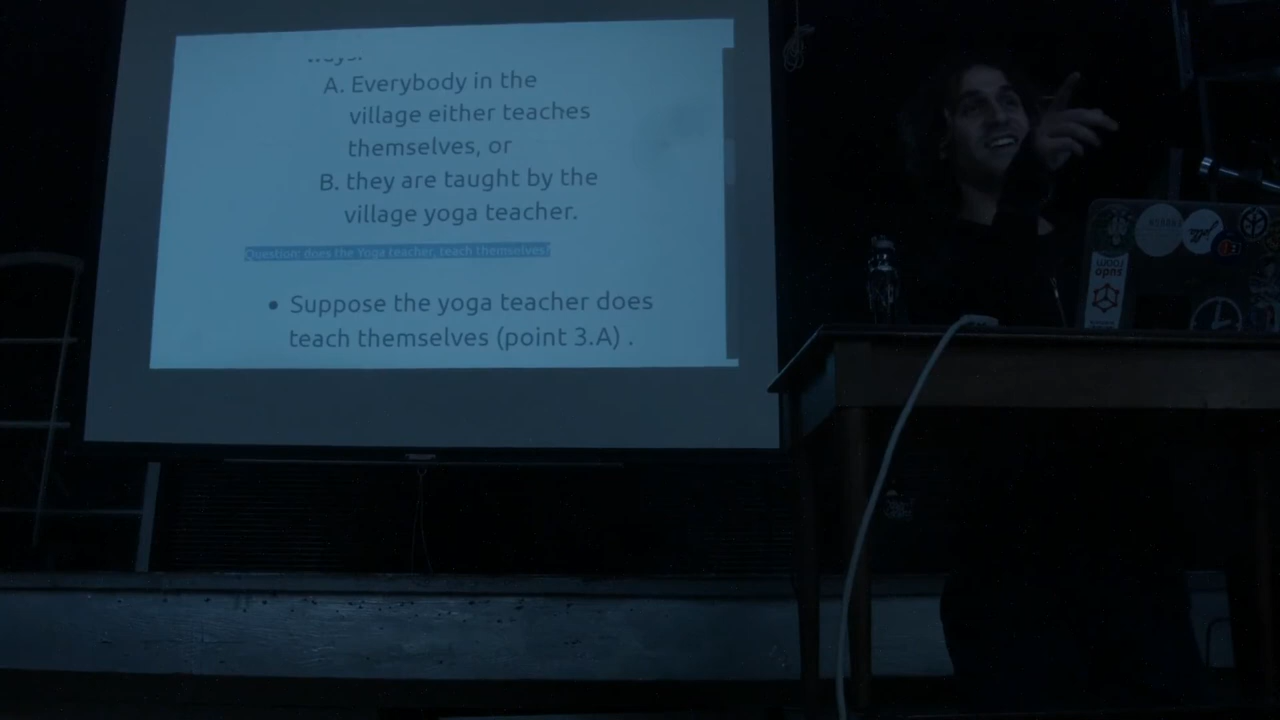 ways:
A. Everybody in the
village either teaches
themselves, or
B. they are taught by the
village yoga teacher.
Question: does the Yoga teacher, teach themselves?
• Suppose the yoga teacher does
teach themselves (point 3.A) .